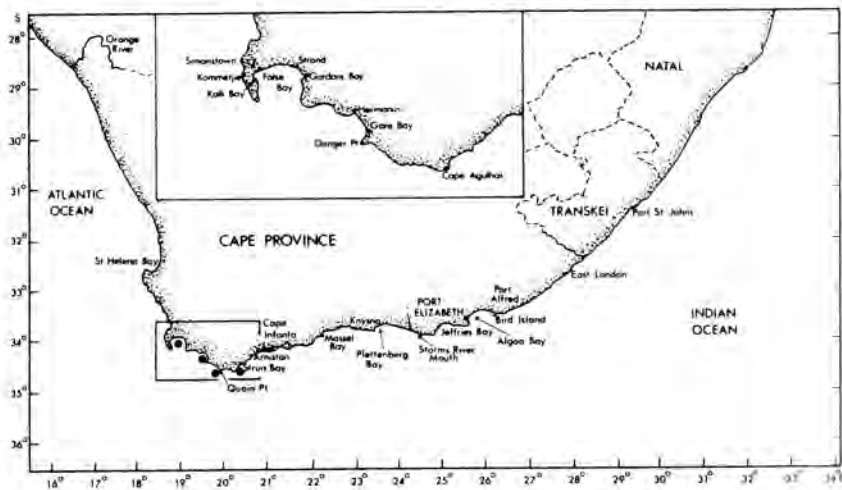 S
28°
29°
31°
32°
33°
34°
35°
36°
Orange
River
ATLANTIC
OCEAN
Simonstown
Kommetjie
Kalk Bay
False
Bay
Strand
Gordons Bay
Hermanus
Gans Bay
Danger Pt
Cape Agulhas
NATAL
TRANSKEI
Port St Johns
CAPE PROVINCE
St Helena Bay
East London
Port
Alfred
PORT
ELIZABETH
Bird Island
Algoa Bay
Jeffries Bay
Storms River
Mouth
Knysna
Plettenberg
Bay
Mossel
Bay
Cape
Infanta
Arniston
Struis Bay
Quoin Pt
INDIAN
OCEAN
16° 17° 18° 19° 20° 21° 22° 23° 24° 25° 26° 27° 28° 29° 30° 31° 32° 33° 34°